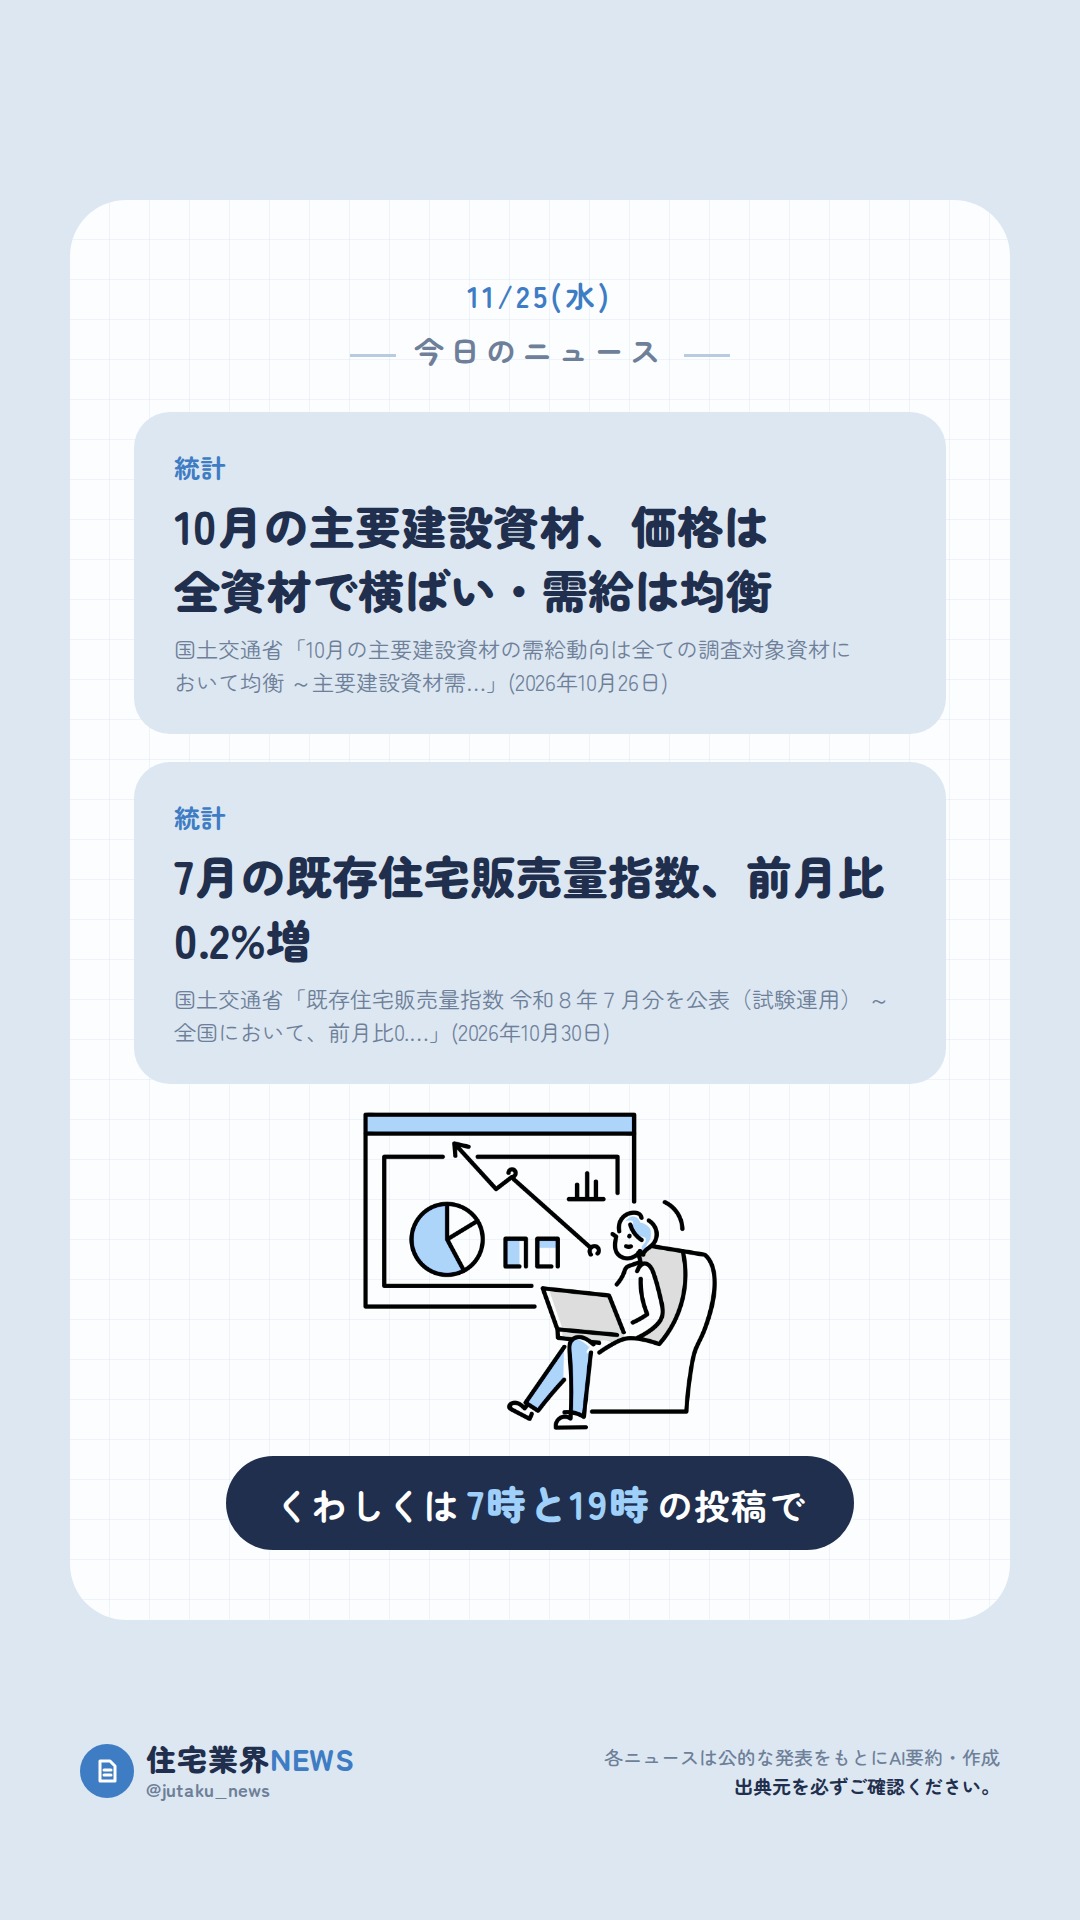 11/25(水)
今日のニュース
統計
10月の主要建設資材、価格は
全資材で横ばい・需給は均衡
国土交通省「10月の主要建設資材の需給動向は全ての調査対象資材に
おいて均衡 ～主要建設資材需…」(2026年10月26日)
統計
7月の既存住宅販売量指数、前月比
0.2%増
国土交通省「既存住宅販売量指数 令和８年７月分を公表（試験運用） ～
全国において、前月比0.…」(2026年10月30日)
くわしくは 7時と19時 の投稿で
住宅業界NEWS
@jutaku_news
各ニュースは公的な発表をもとにAI要約・作成
出典元を必ずご確認ください。